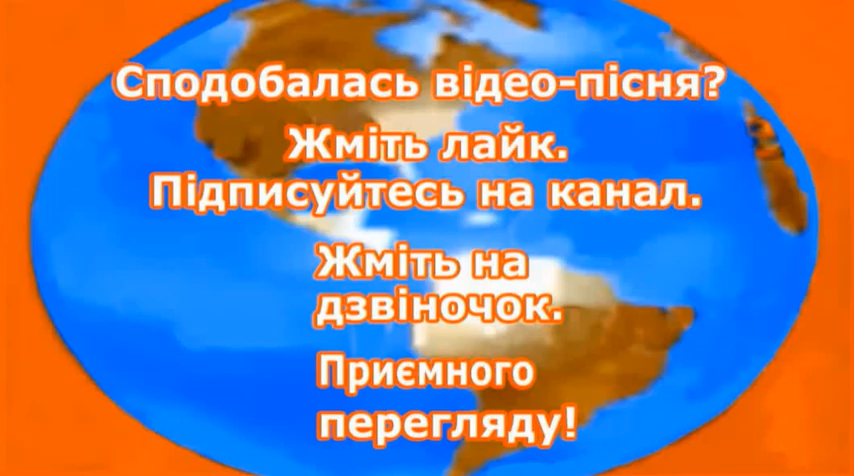 Сподобалась відео-пісня?
Жміть лайк.
Підписуйтесь на канал.
Жміть на
дзвіночок.
Приємного
перегляду!